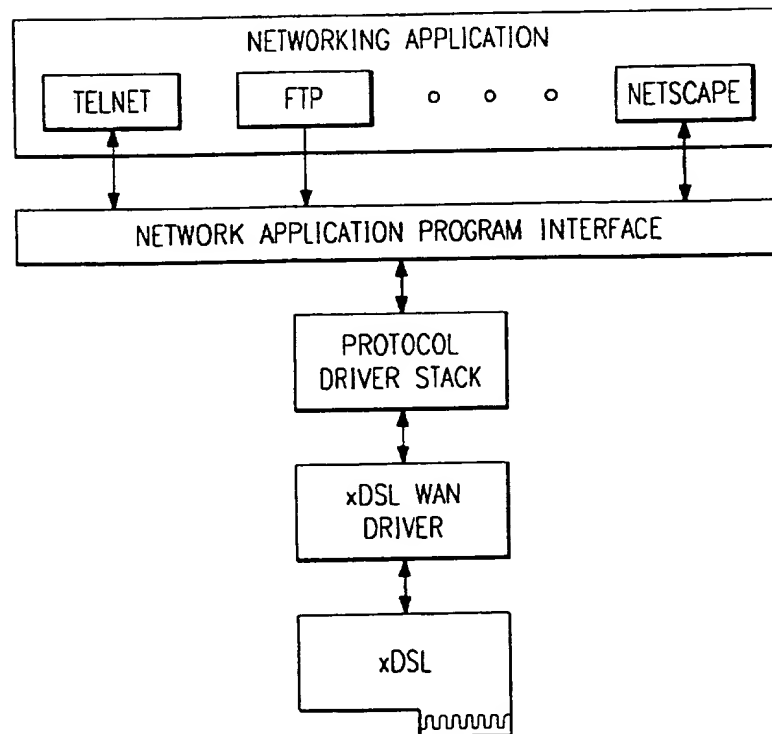 NETWORKING APPLICATION
TELNET
FTP
NETSCAPE
NETWORK APPLICATION PROGRAM INTERFACE
PROTOCOL
DRIVER STACK
xDSL WAN
DRIVER
xDSL